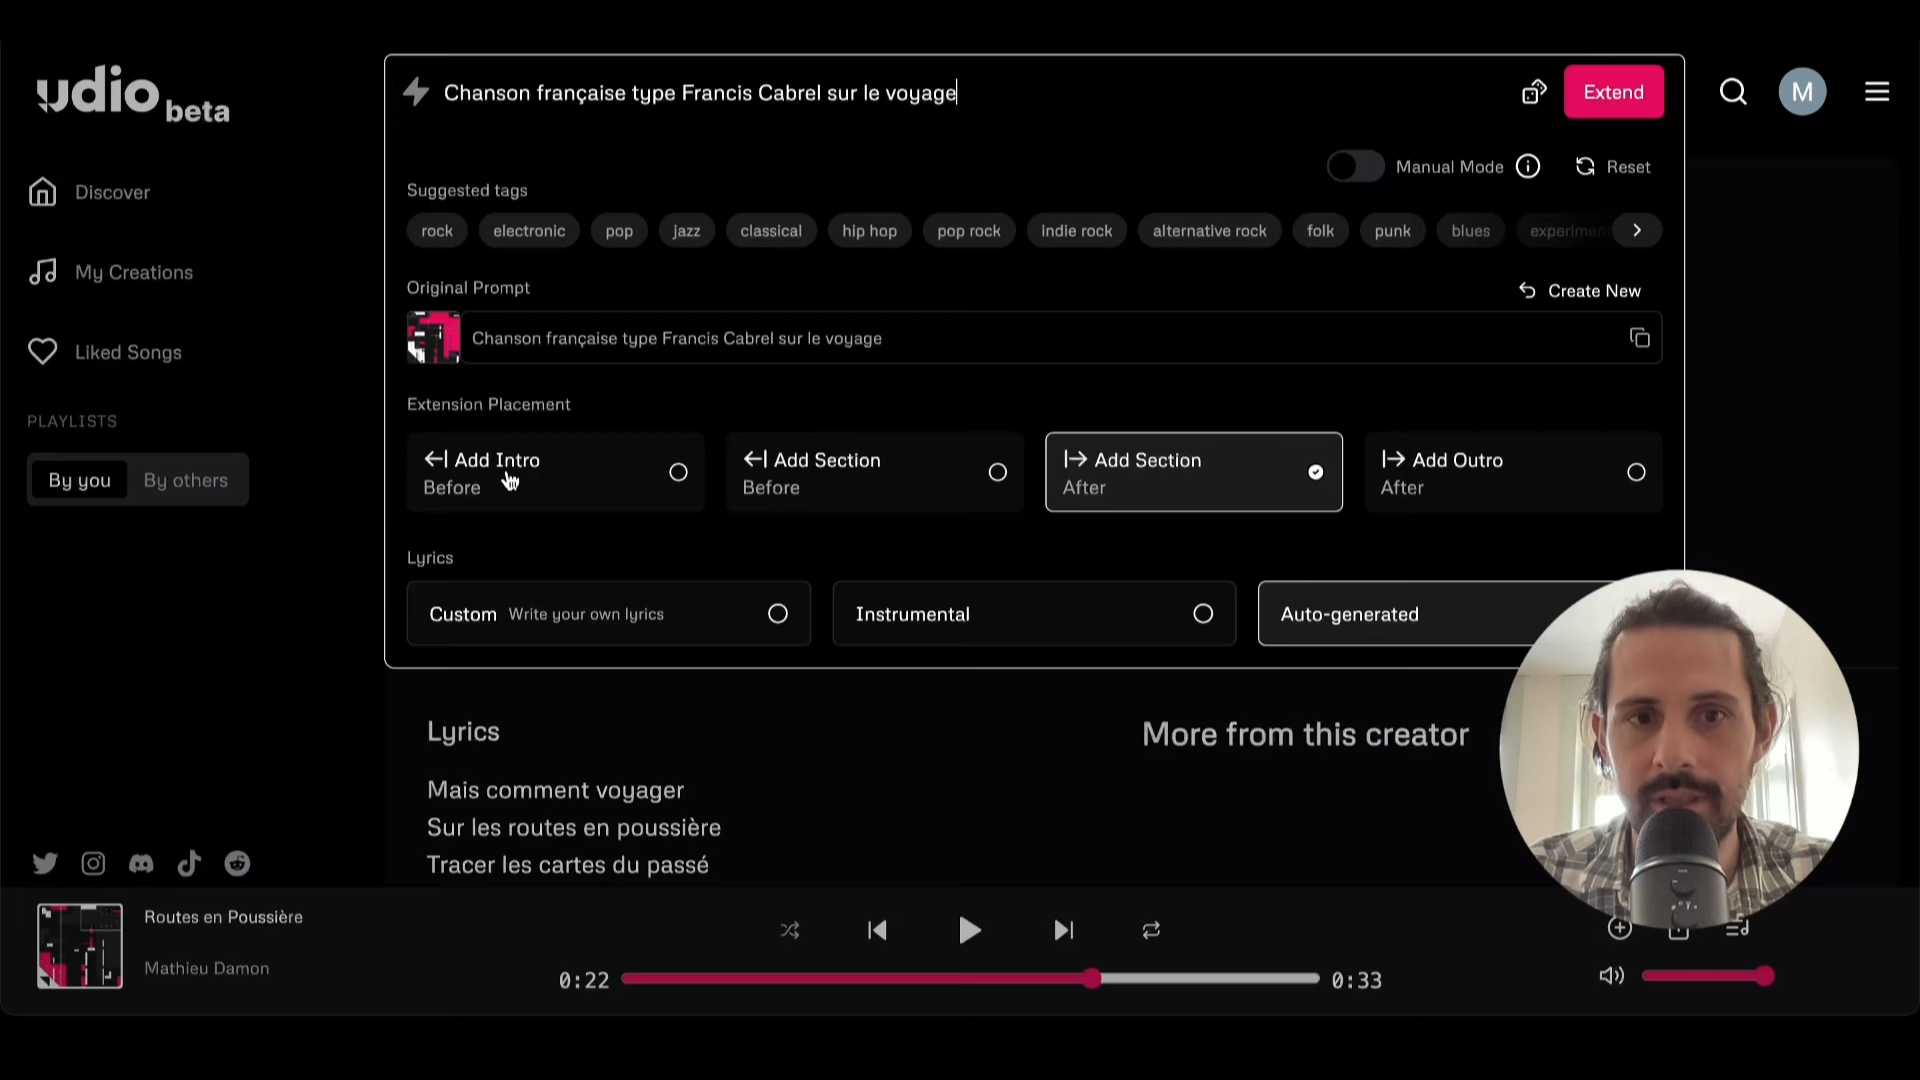 udio beta
Chanson française type Francis Cabrel sur le voyage
Extend
M
Discover
My Creations
Liked Songs
PLAYLISTS
By you
By others
Manual Mode
Reset
Suggested tags
rock
electronic
pop
jazz
classical
hip hop
pop rock
indie rock
alternative rock
folk
punk
blues
experimen
Original Prompt
Create New
Chanson française type Francis Cabrel sur le voyage
Extension Placement
Add Intro
Before
Add Section
Before
Add Section
After
Add Outro
After
Lyrics
Custom Write your own lyrics
Instrumental
Auto-generated
Lyrics
More from this creator
Mais comment voyager
Sur les routes en poussière
Tracer les cartes du passé
Routes en Poussière
Mathieu Damon
0:22
0:33